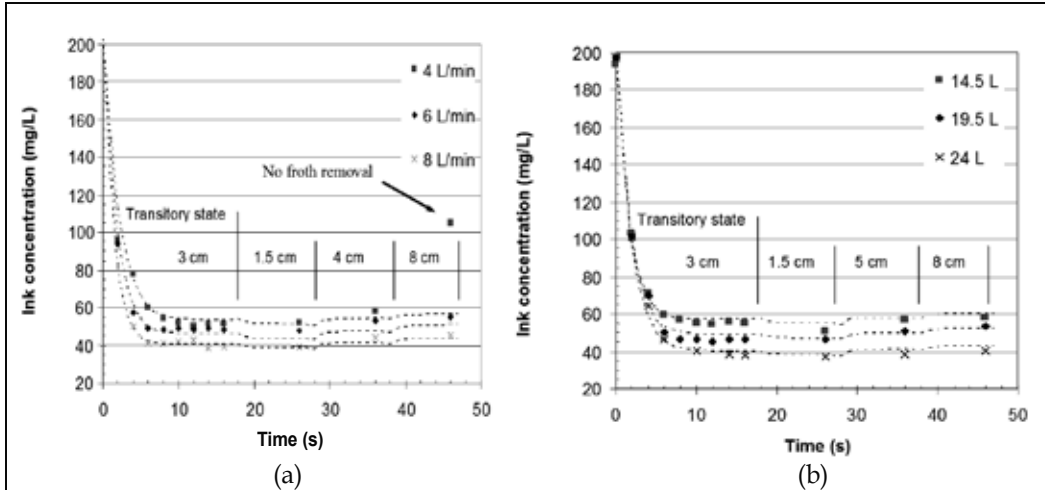 200
180
160
140
120
100
80
60
40
20
Ink concentration (mg/L)
4 L/min
6 L/min
8 L/min
No froth removal
Transitory state
3 cm
1.5 cm
4 cm
8 cm
0
10
20
30
40
50
Time (s)
(a)
200
180
160
140
120
100
80
60
40
20
Ink concentration (mg/L)
14.5 L
19.5 L
24 L
Transitory state
3 cm
1.5 cm
5 cm
8 cm
0
10
20
30
40
50
Time (s)
(b)